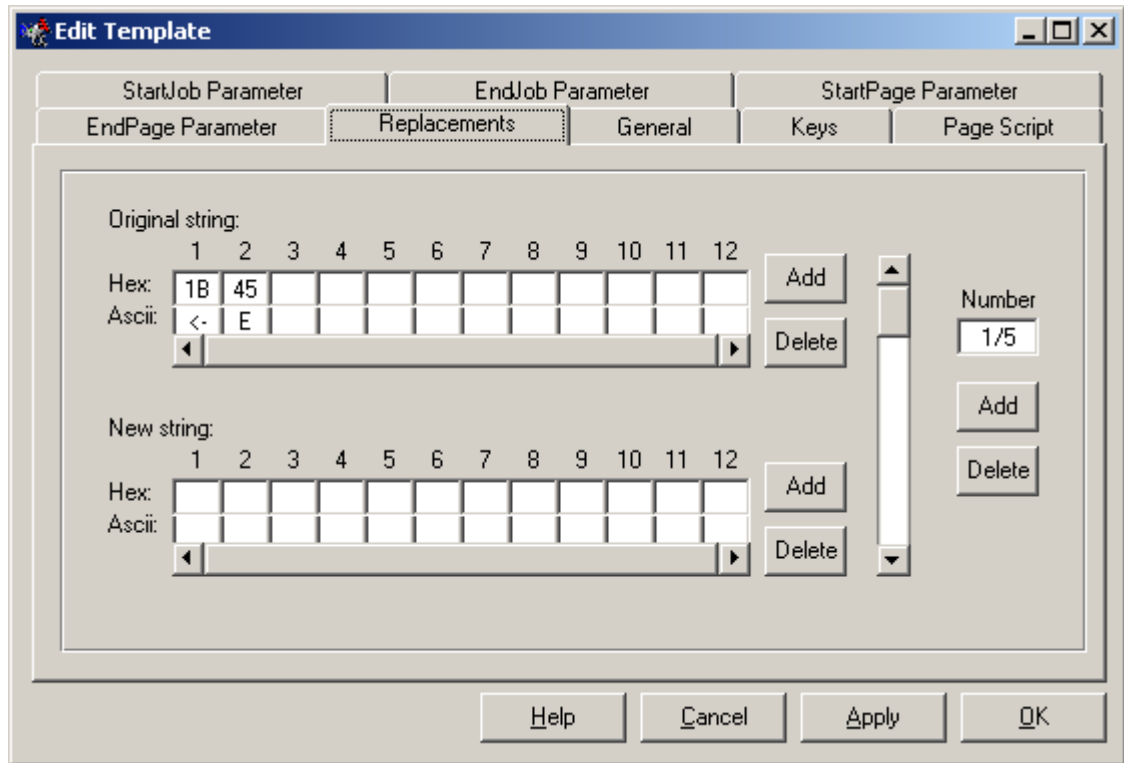 Edit Template
StartJob Parameter EndJob Parameter StartPage Parameter
EndPage Parameter Replacements General Keys Page Script
Original string:
1 2 3 4 5 6 7 8 9 10 11 12
Hex: 1B 45
Ascii: <- E
Add
Delete
Number
1/5
Add
Delete
New string:
1 2 3 4 5 6 7 8 9 10 11 12
Hex:
Ascii:
Add
Delete
Help Cancel Apply OK